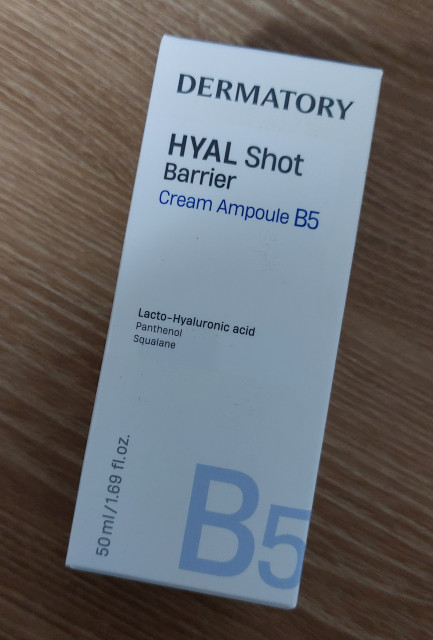 DERMATORY
HYAL Shot
Barrier
Cream Ampoule B5
Lacto-Hyaluronic acid
Panthenol
Squalane
50 ml/1.69 fl.oz.
B5